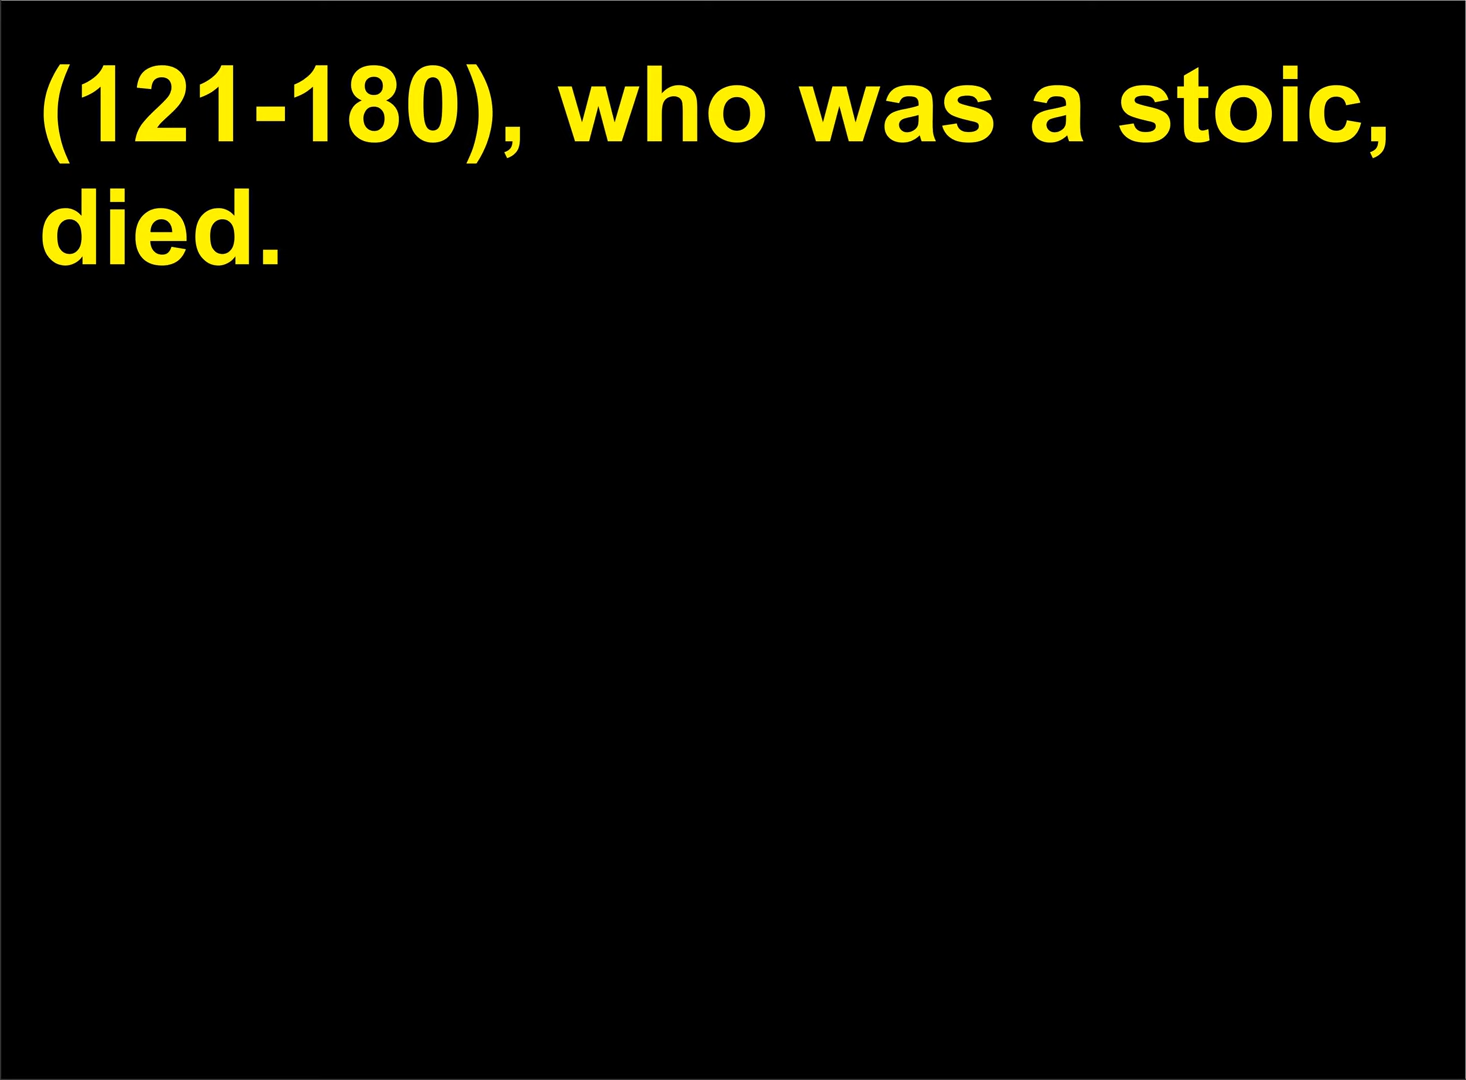 (121-180), who was a stoic,
died.